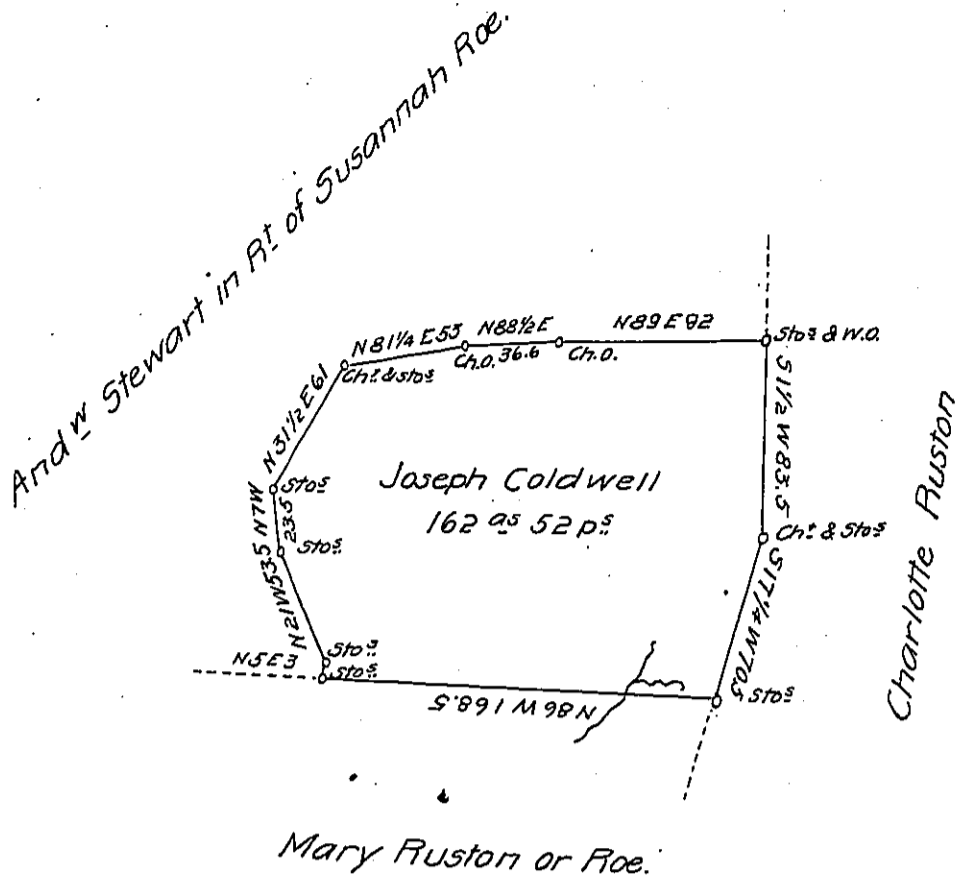 Andw Stewart in Rt of Susannah Roe.
N81¼E53
N88½E
36.6
N89E82
Stos & W.O.
Ch.O.
Ch.O.
Cht & stos
N31½E61
S1½W83.5
Joseph Coldwell
162 as 52 ps
Stos
N7W
23.5
Stos.
Cht & Stos
Charlotte Ruston
N21W53.5
S17¼W70.5
Stos.
N5E3
Stos.
N86W168.5
Stos
Mary Ruston or Roe.